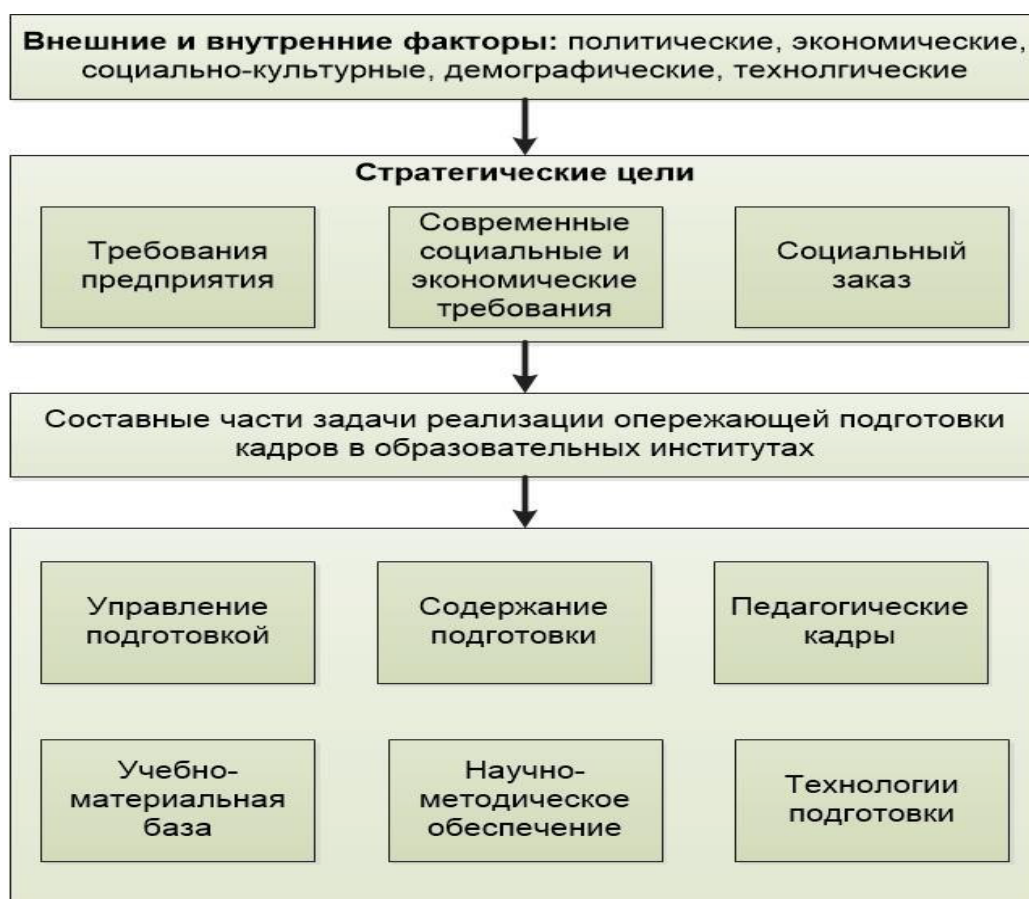 Внешние и внутренние факторы: политические, экономические,
социально-культурные, демографические, технолгические
Стратегические цели
Требования
предприятия
Современные
социальные и
экономические
требования
Социальный
заказ
Составные части задачи реализации опережающей подготовки
кадров в образовательных институтах
Управление
подготовкой
Содержание
подготовки
Педагогические
кадры
Учебно-
материальная
база
Научно-
методическое
обеспечение
Технологии
подготовки